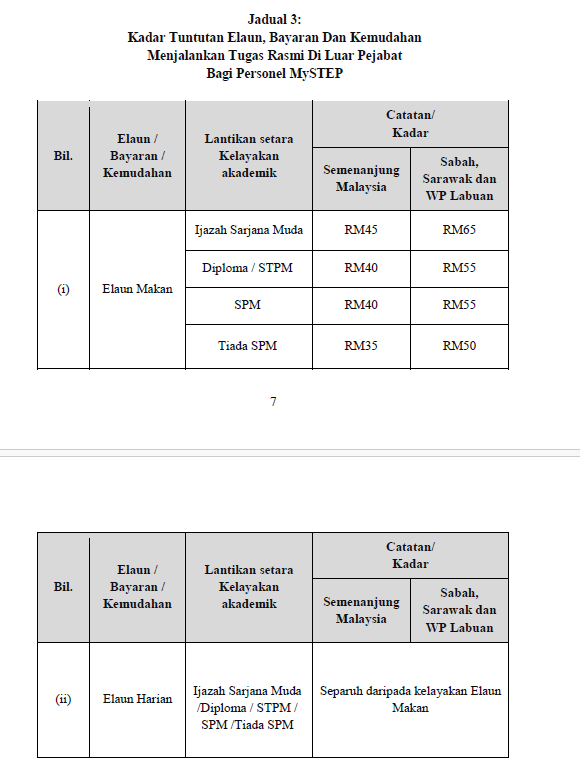 Jadual 3:
Kadar Tuntutan Elaun, Bayaran Dan Kemudahan
Menjalankan Tugas Rasmi Di Luar Pejabat
Bagi Personel MySTEP
Bil.
Elaun /
Bayaran /
Kemudahan
Lantikan setara
Kelayakan
akademik
Catatan/
Kadar
Semenanjung
Malaysia
Sabah,
Sarawak dan
WP Labuan
(i)
Elaun Makan
Ijazah Sarjana Muda
RM45
RM65
Diploma / STPM
RM40
RM55
SPM
RM40
RM55
Tiada SPM
RM35
RM50
7
Bil.
Elaun /
Bayaran /
Kemudahan
Lantikan setara
Kelayakan
akademik
Catatan/
Kadar
Semenanjung
Malaysia
Sabah,
Sarawak dan
WP Labuan
(ii)
Elaun Harian
Ijazah Sarjana Muda
/Diploma / STPM /
SPM /Tiada SPM
Separuh daripada kelayakan Elaun
Makan